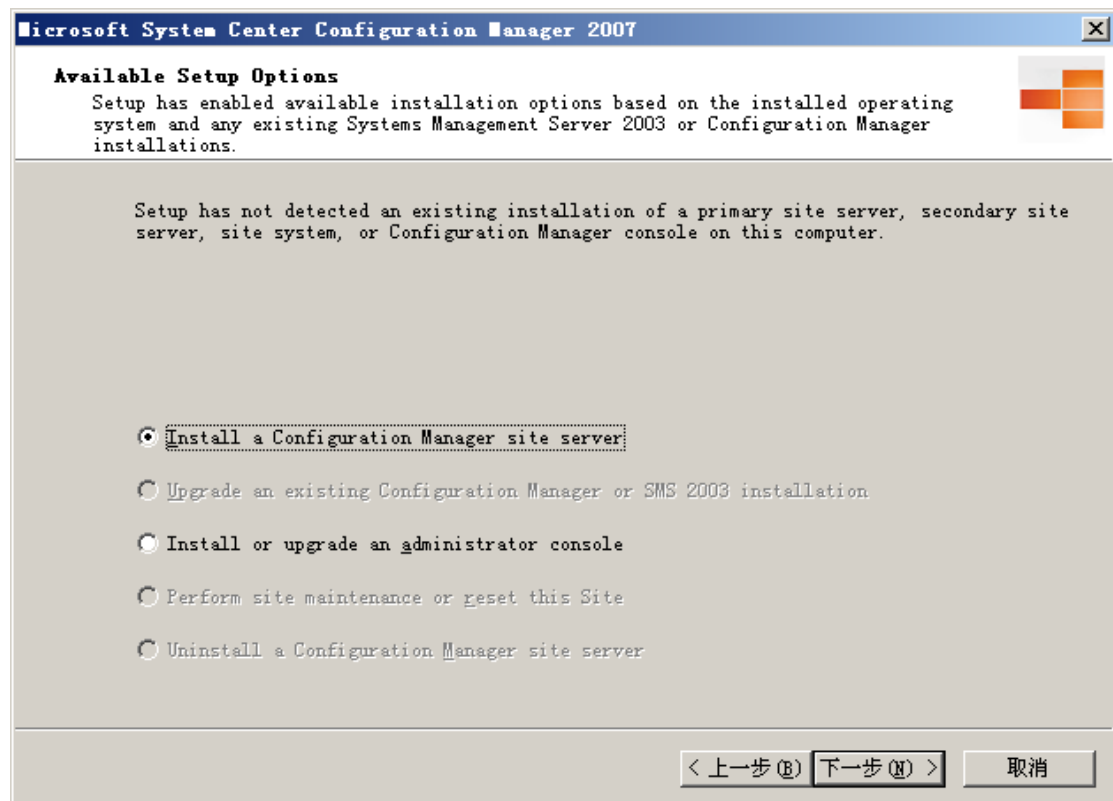 Microsoft System Center Configuration Manager 2007
Available Setup Options
Setup has enabled available installation options based on the installed operating
system and any existing Systems Management Server 2003 or Configuration Manager
installations.
Setup has not detected an existing installation of a primary site server, secondary site
server, site system, or Configuration Manager console on this computer.
Install a Configuration Manager site server
Upgrade an existing Configuration Manager or SMS 2003 installation
Install or upgrade an administrator console
Perform site maintenance or reset this Site
Uninstall a Configuration Manager site server
< 上一步(B) 下一步(N) > 取消